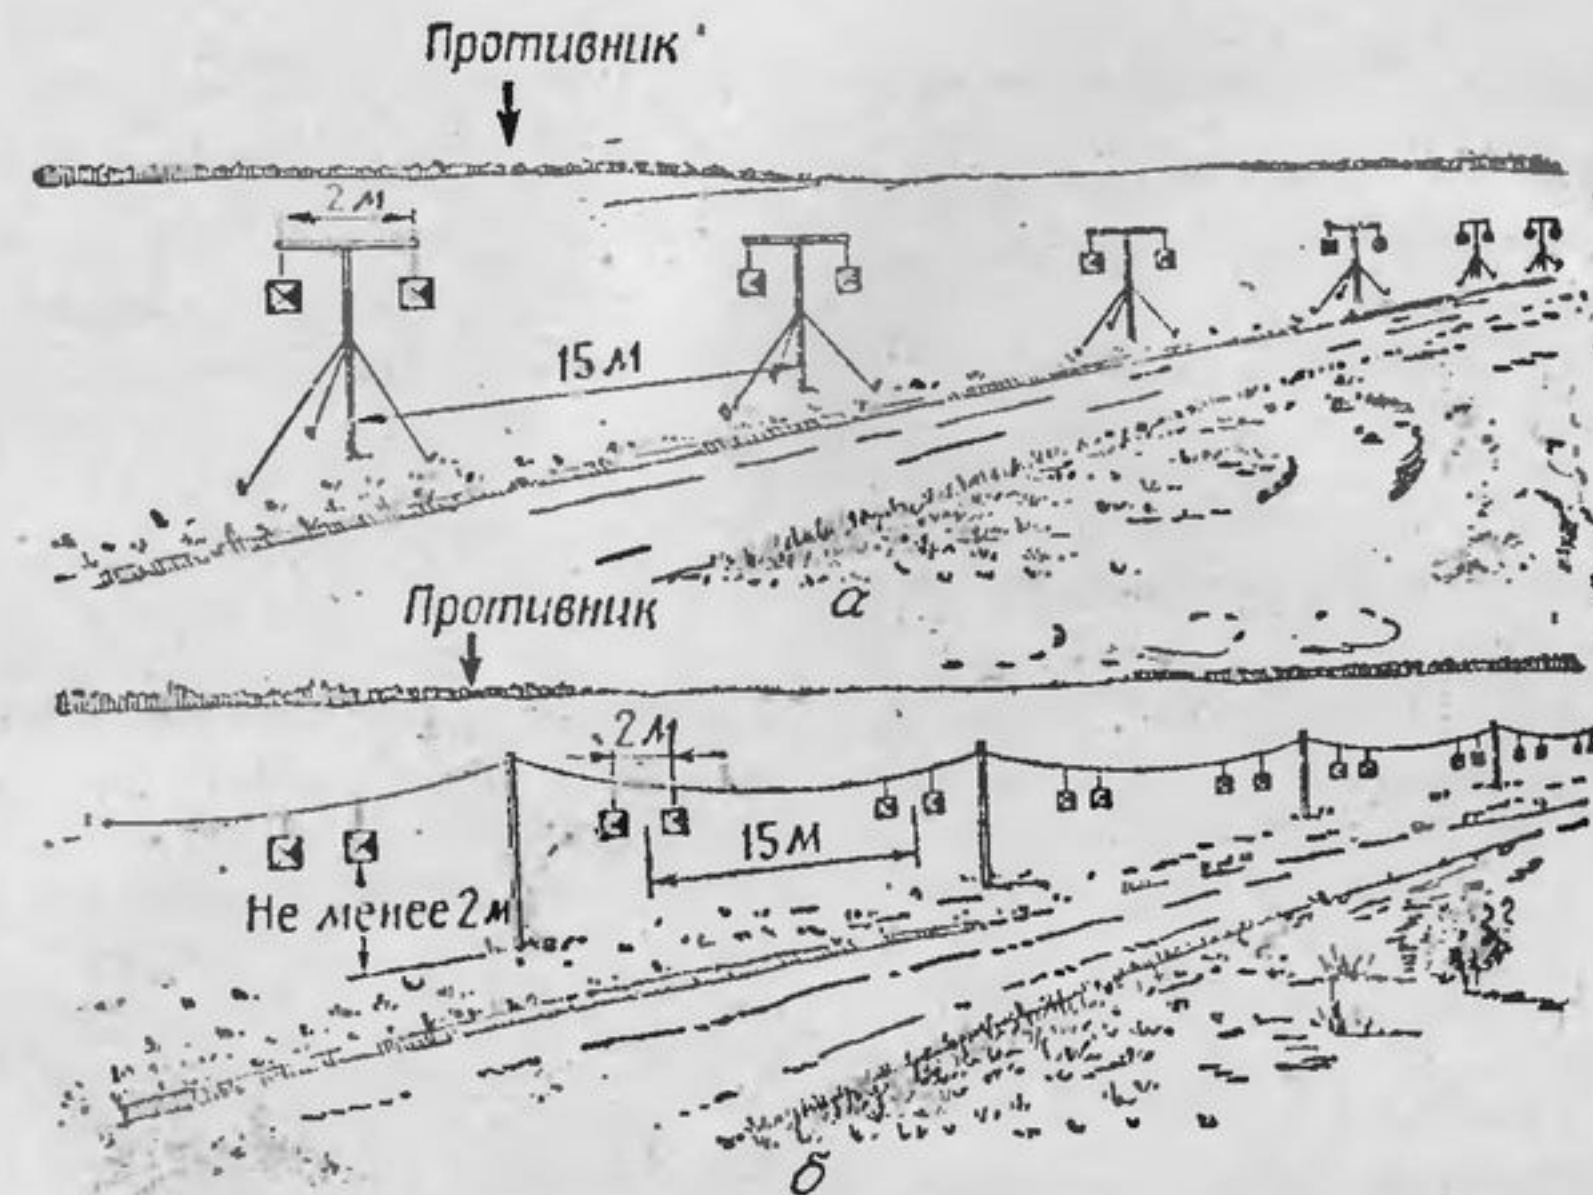 Противник
2 м
15 м
а
Противник
2 м
15 м
Не менее 2 м
б